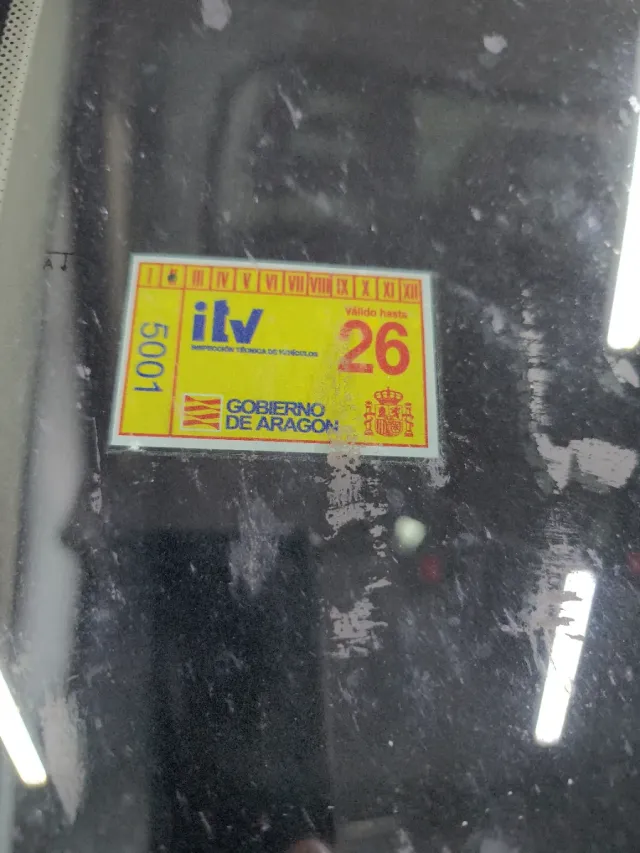 I III IV V VI VII VIII IX X XI XII
5001
itv
Válido hasta
INSPECCIÓN TÉCNICA DE VEHÍCULOS
26
GOBIERNO
DE ARAGON
A